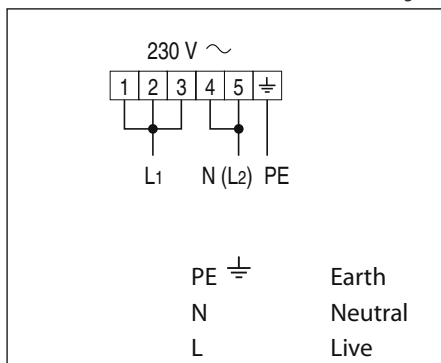 230 V ~
1 2 3 4 5 ⏚
L1 N (L2) PE
PE ⏚ Earth
N Neutral
L Live